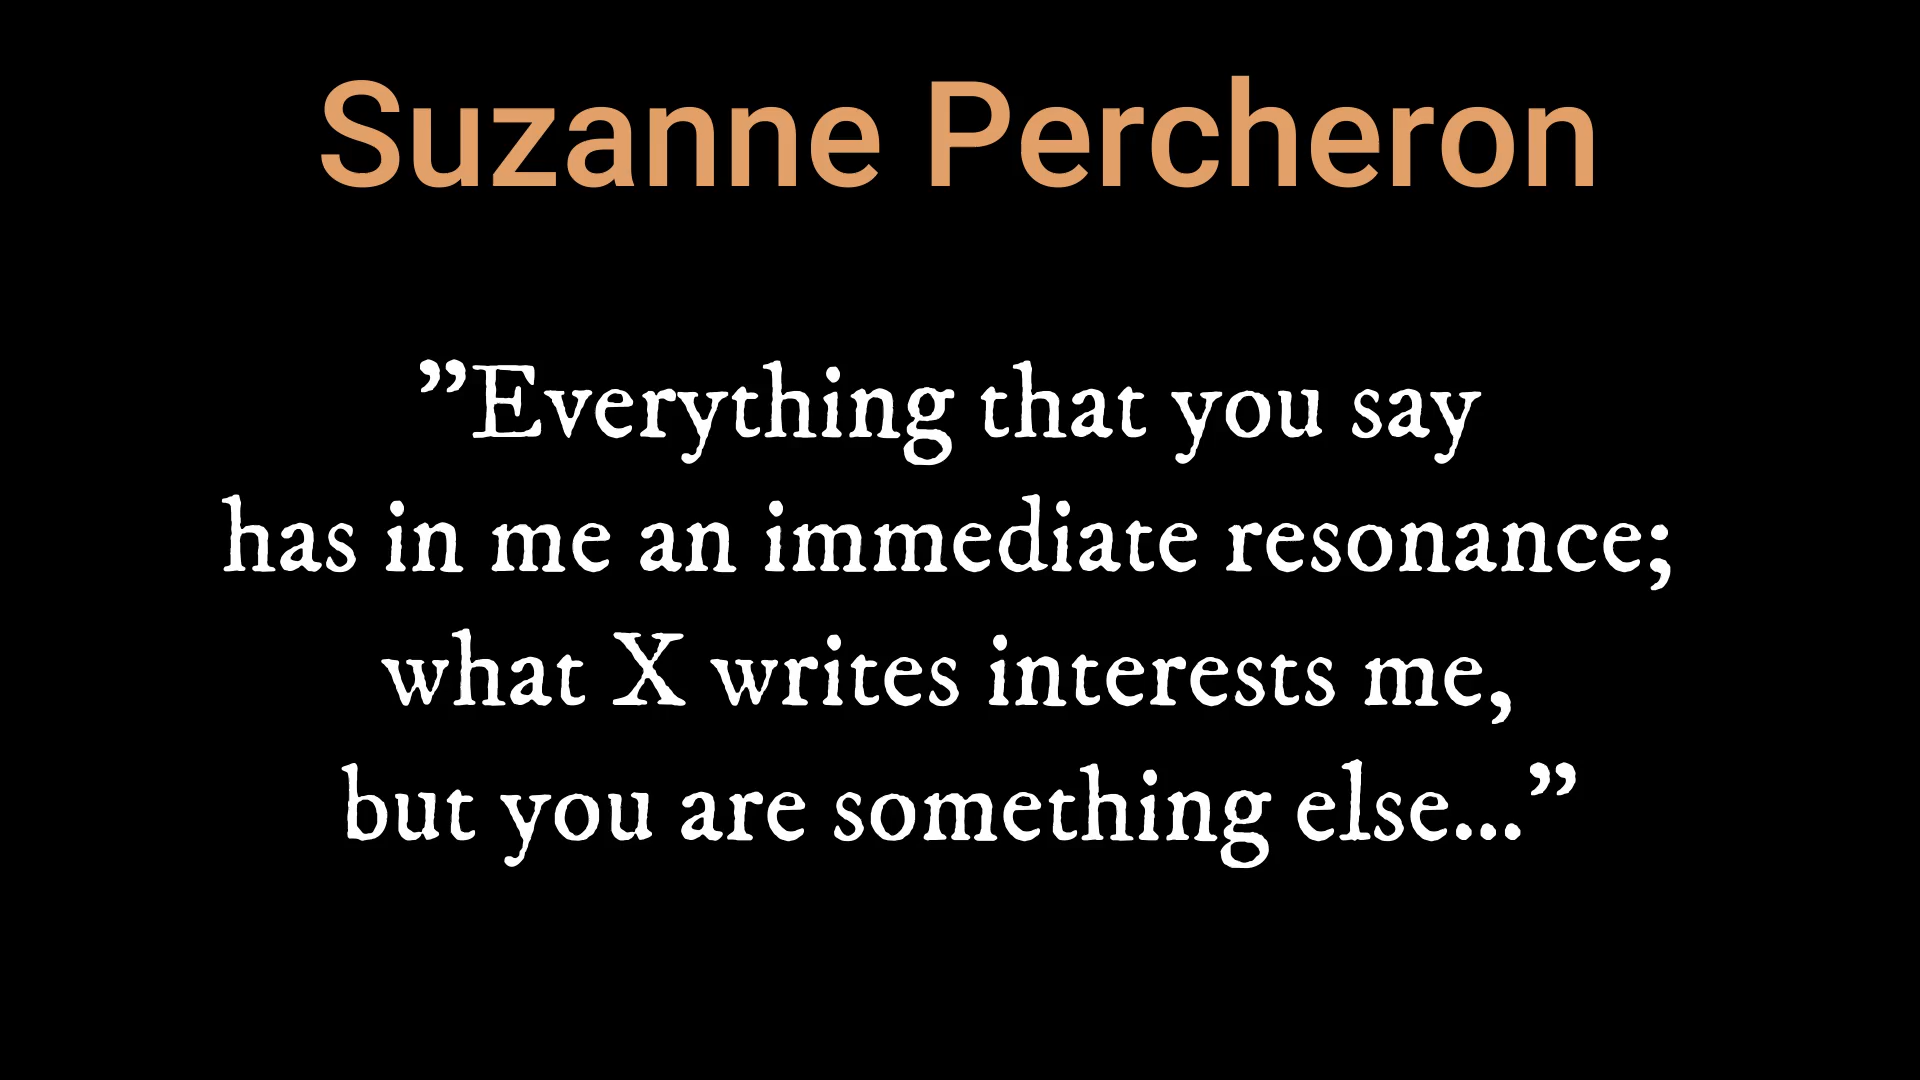 Suzanne Percheron
”Everything that you say
has in me an immediate resonance;
what X writes interests me,
but you are something else...”